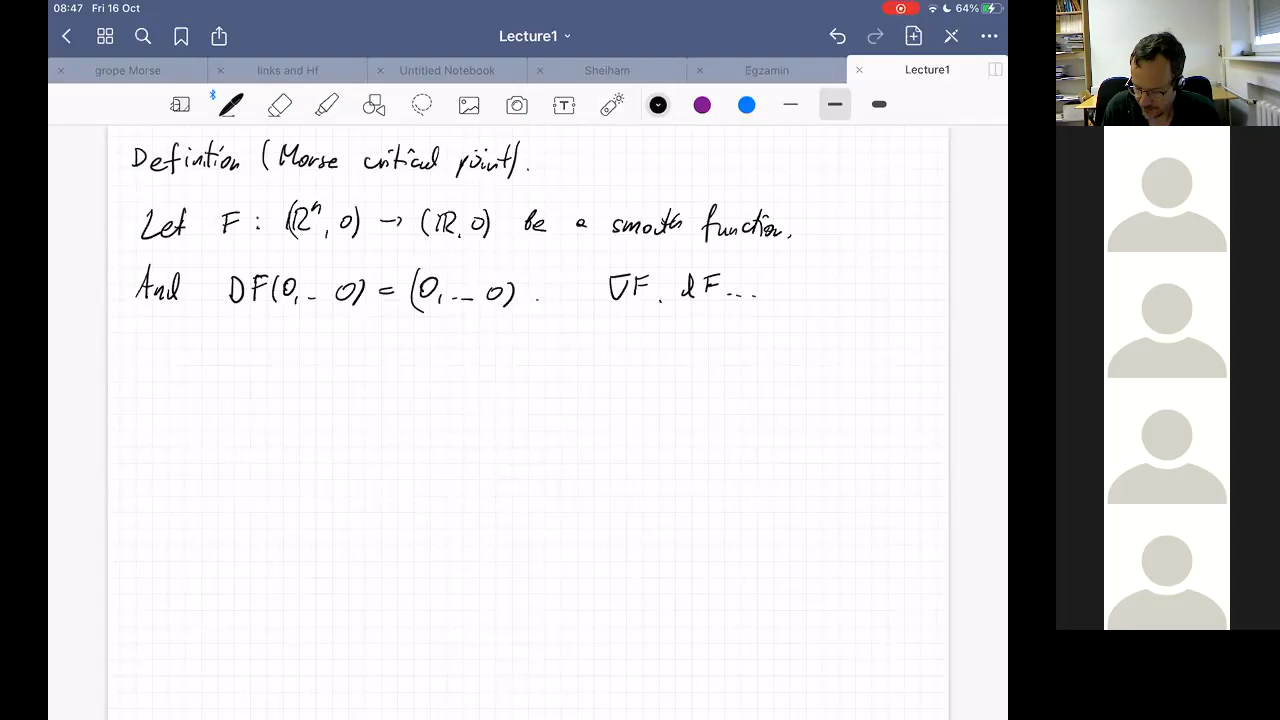 08:47 Fri 16 Oct
64%
Lecture1
grope Morse
links and Hf
Untitled Notebook
Sheiham
Egzamin
Lecture1
Defintion (Morse critical point).
Let F : (ℝⁿ, 0) → (ℝ, 0) be a smooth function.
And DF(0, .. 0) = (0, ... 0) . ∇F, dF ...